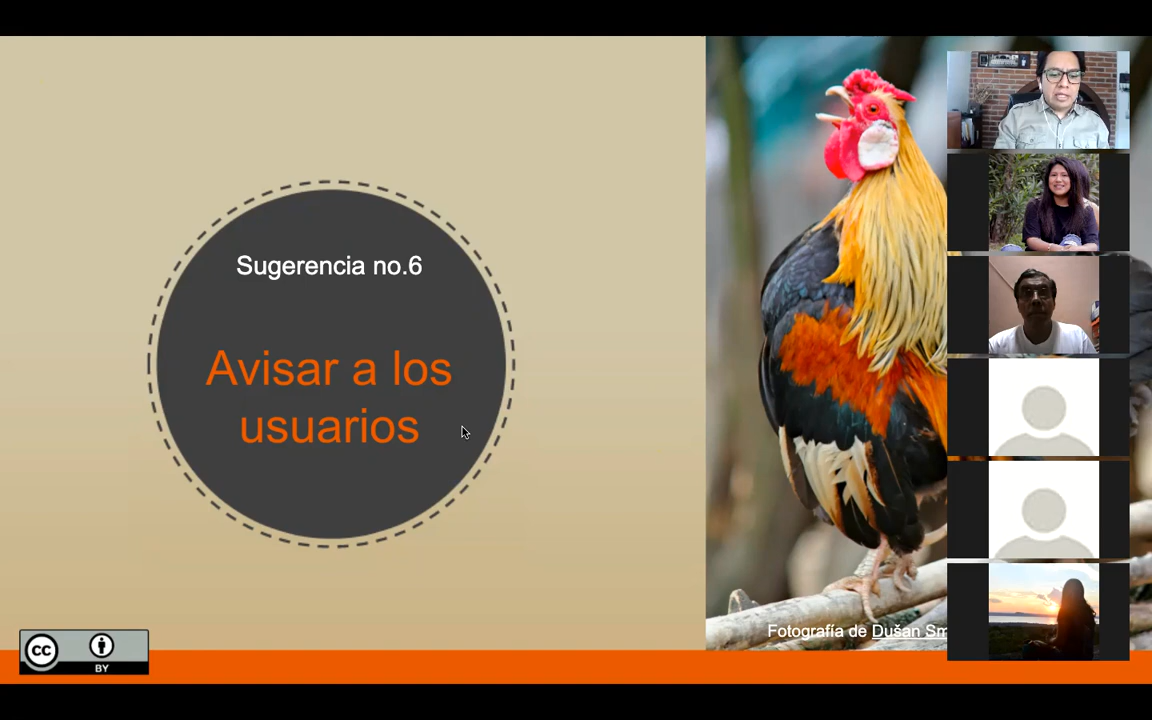 Sugerencia no.6
Avisar a los
usuarios
Fotografía de Dušan Sm
cc
BY